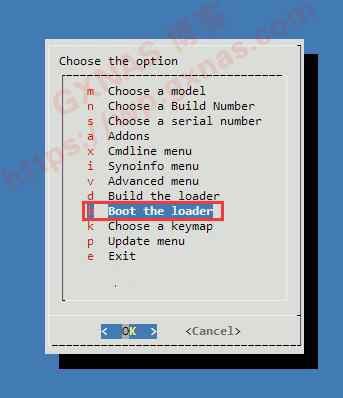 GXNAS 博客
https://wp.gxnas.com
Choose the option
m Choose a model
n Choose a Build Number
s Choose a serial number
a Addons
x Cmdline menu
i Synoinfo menu
v Advanced menu
d Build the loader
Boot the loader
k Choose a keymap
p Update menu
e Exit
< OK > <Cancel>